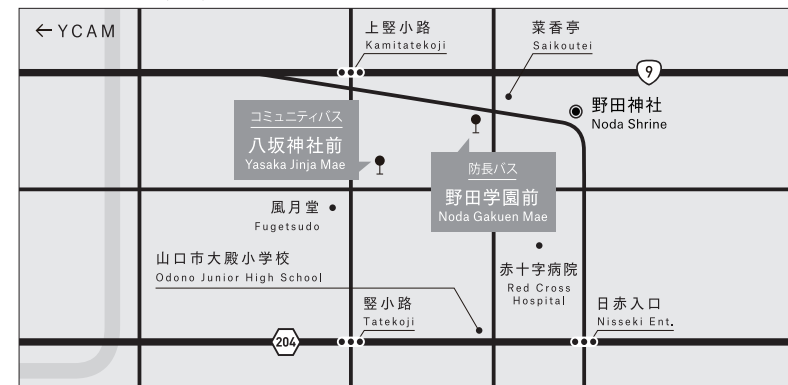 ← YCAM
上竪小路
Kamitatekoji
菜香亭
Saikoutei
9
野田神社
Noda Shrine
コミュニティバス
八坂神社前
Yasaka Jinja Mae
防長バス
野田学園前
Noda Gakuen Mae
風月堂
Fugetsudo
山口市大殿小学校
Odono Junior High School
赤十字病院
Red Cross
Hospital
竪小路
Tatekoji
日赤入口
Nisseki Ent.
204